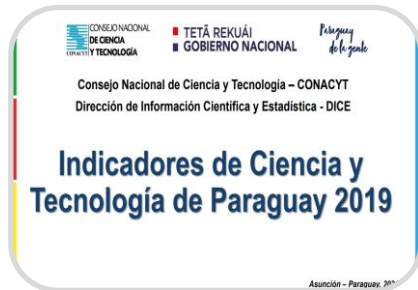 CONSEJO NACIONAL
DE CIENCIA
CONACYT Y TECNOLOGÍA
TETÃ REKUÁI
GOBIERNO NACIONAL
Paraguay
de la gente
Consejo Nacional de Ciencia y Tecnología – CONACYT
Dirección de Información Científica y Estadística - DICE
Indicadores de Ciencia y
Tecnología de Paraguay 2019
Asunción – Paraguay,